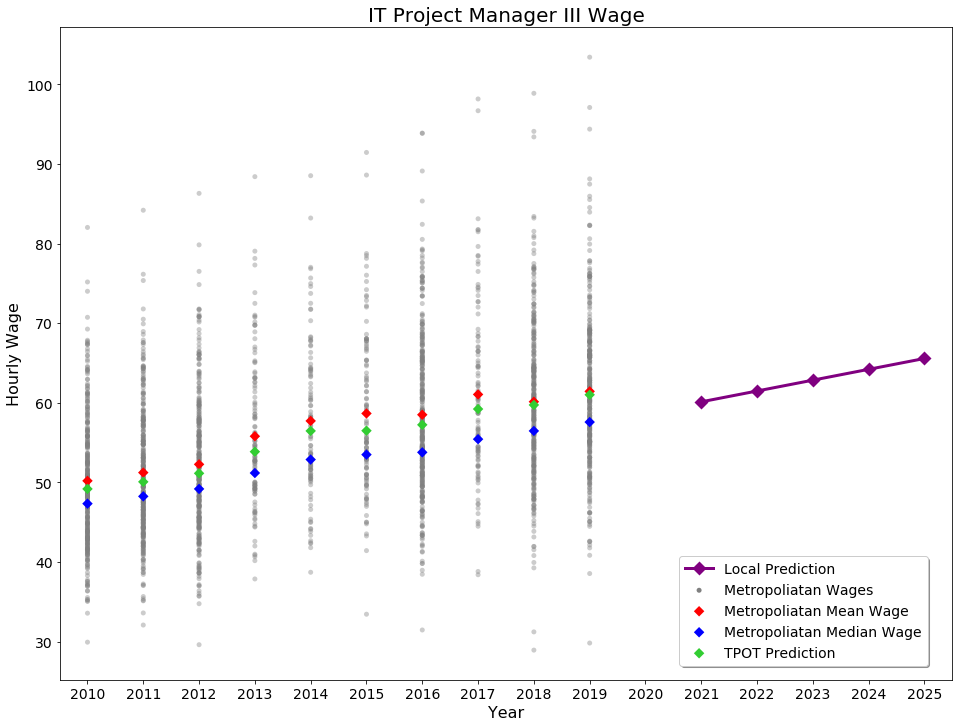 IT Project Manager III Wage
Hourly Wage
100
90
80
70
60
50
40
30
Local Prediction
Metropoliatan Wages
Metropoliatan Mean Wage
Metropoliatan Median Wage
TPOT Prediction
2010 2011 2012 2013 2014 2015 2016 2017 2018 2019 2020 2021 2022 2023 2024 2025
Year